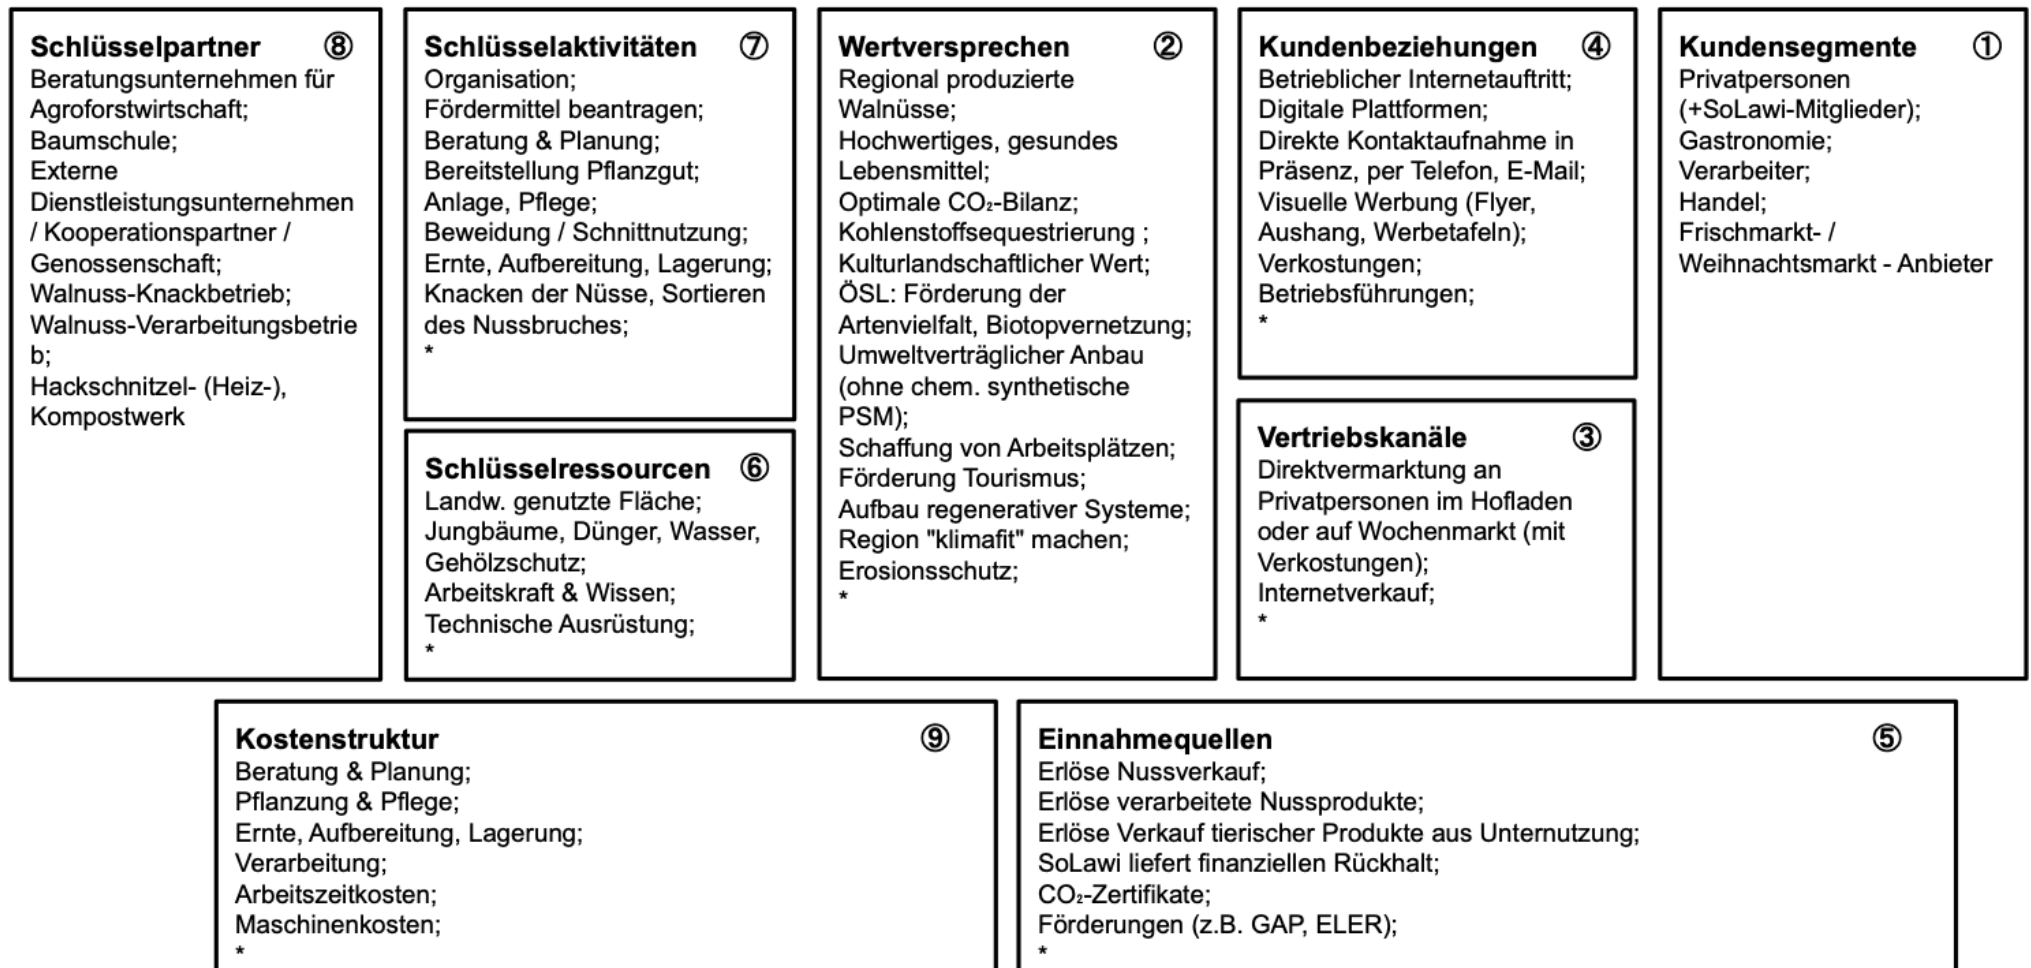 Schlüsselpartner ⑧
Beratungsunternehmen für
Agroforstwirtschaft;
Baumschule;
Externe
Dienstleistungsunternehmen
/ Kooperationspartner /
Genossenschaft;
Walnuss-Knackbetrieb;
Walnuss-Verarbeitungsbetrie
b;
Hackschnitzel- (Heiz-),
Kompostwerk
Schlüsselaktivitäten ⑦
Organisation;
Fördermittel beantragen;
Beratung & Planung;
Bereitstellung Pflanzgut;
Anlage, Pflege;
Beweidung / Schnittnutzung;
Ernte, Aufbereitung, Lagerung;
Knacken der Nüsse, Sortieren
des Nussbruches;
*
Schlüsselressourcen ⑥
Landw. genutzte Fläche;
Jungbäume, Dünger, Wasser,
Gehölzschutz;
Arbeitskraft & Wissen;
Technische Ausrüstung;
*
Wertversprechen ②
Regional produzierte
Walnüsse;
Hochwertiges, gesundes
Lebensmittel;
Optimale CO₂-Bilanz;
Kohlenstoffsequestrierung ;
Kulturlandschaftlicher Wert;
ÖSL: Förderung der
Artenvielfalt, Biotopvernetzung;
Umweltverträglicher Anbau
(ohne chem. synthetische
PSM);
Schaffung von Arbeitsplätzen;
Förderung Tourismus;
Aufbau regenerativer Systeme;
Region "klimafit" machen;
Erosionsschutz;
*
Kundenbeziehungen ④
Betrieblicher Internetauftritt;
Digitale Plattformen;
Direkte Kontaktaufnahme in
Präsenz, per Telefon, E-Mail;
Visuelle Werbung (Flyer,
Aushang, Werbetafeln);
Verkostungen;
Betriebsführungen;
*
Vertriebskanäle ③
Direktvermarktung an
Privatpersonen im Hofladen
oder auf Wochenmarkt (mit
Verkostungen);
Internetverkauf;
*
Kundensegmente ①
Privatpersonen
(+SoLawi-Mitglieder);
Gastronomie;
Verarbeiter;
Handel;
Frischmarkt- /
Weihnachtsmarkt - Anbieter
Kostenstruktur ⑨
Beratung & Planung;
Pflanzung & Pflege;
Ernte, Aufbereitung, Lagerung;
Verarbeitung;
Arbeitszeitkosten;
Maschinenkosten;
*
Einnahmequellen ⑤
Erlöse Nussverkauf;
Erlöse verarbeitete Nussprodukte;
Erlöse Verkauf tierischer Produkte aus Unternutzung;
SoLawi liefert finanziellen Rückhalt;
CO₂-Zertifikate;
Förderungen (z.B. GAP, ELER);
*